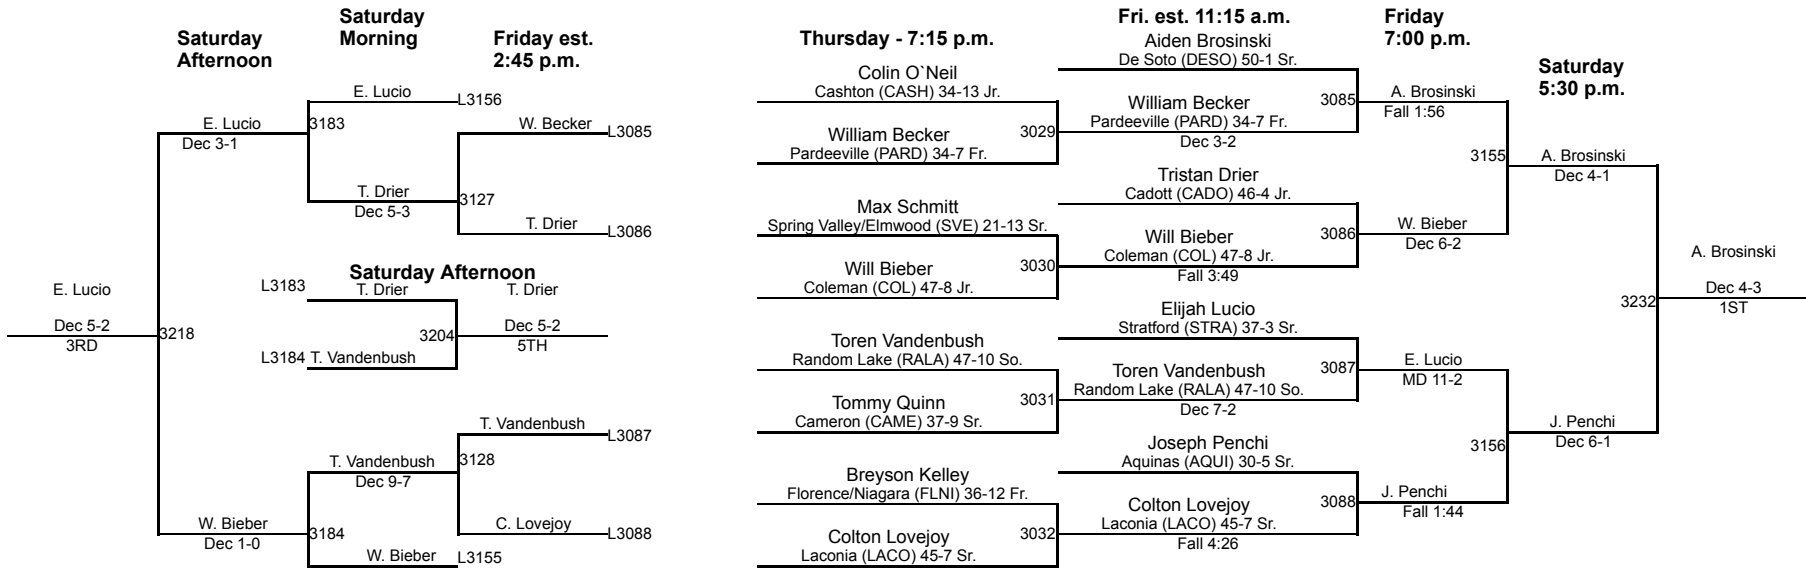 Saturday
Afternoon
Saturday
Morning
Friday est.
2:45 p.m.
E. Lucio
L3156
3183
E. Lucio
Dec 3-1
W. Becker
L3085
T. Drier
Dec 5-3
3127
T. Drier
L3086
Saturday Afternoon
L3183
T. Drier
T. Drier
E. Lucio
Dec 5-2
3RD
3218
3204
Dec 5-2
5TH
L3184
T. Vandenbush
T. Vandenbush
L3087
T. Vandenbush
Dec 9-7
3128
W. Bieber
Dec 1-0
3184
C. Lovejoy
L3088
W. Bieber
L3155
Thursday - 7:15 p.m.
Fri. est. 11:15 a.m.
Friday
7:00 p.m.
Saturday
5:30 p.m.
Aiden Brosinski
De Soto (DESO) 50-1 Sr.
Colin O`Neil
Cashton (CASH) 34-13 Jr.
3029
William Becker
Pardeeville (PARD) 34-7 Fr.
William Becker
Pardeeville (PARD) 34-7 Fr.
Dec 3-2
3085
A. Brosinski
Fall 1:56
3155
A. Brosinski
Dec 4-1
Tristan Drier
Cadott (CADO) 46-4 Jr.
Max Schmitt
Spring Valley/Elmwood (SVE) 21-13 Sr.
3030
Will Bieber
Coleman (COL) 47-8 Jr.
Will Bieber
Coleman (COL) 47-8 Jr.
Fall 3:49
3086
W. Bieber
Dec 6-2
A. Brosinski
Dec 4-3
1ST
3232
Elijah Lucio
Stratford (STRA) 37-3 Sr.
Toren Vandenbush
Random Lake (RALA) 47-10 So.
3031
Tommy Quinn
Cameron (CAME) 37-9 Sr.
Toren Vandenbush
Random Lake (RALA) 47-10 So.
Dec 7-2
3087
E. Lucio
MD 11-2
3156
J. Penchi
Dec 6-1
Joseph Penchi
Aquinas (AQUI) 30-5 Sr.
Breyson Kelley
Florence/Niagara (FLNI) 36-12 Fr.
3032
Colton Lovejoy
Laconia (LACO) 45-7 Sr.
Colton Lovejoy
Laconia (LACO) 45-7 Sr.
Fall 4:26
3088
J. Penchi
Fall 1:44